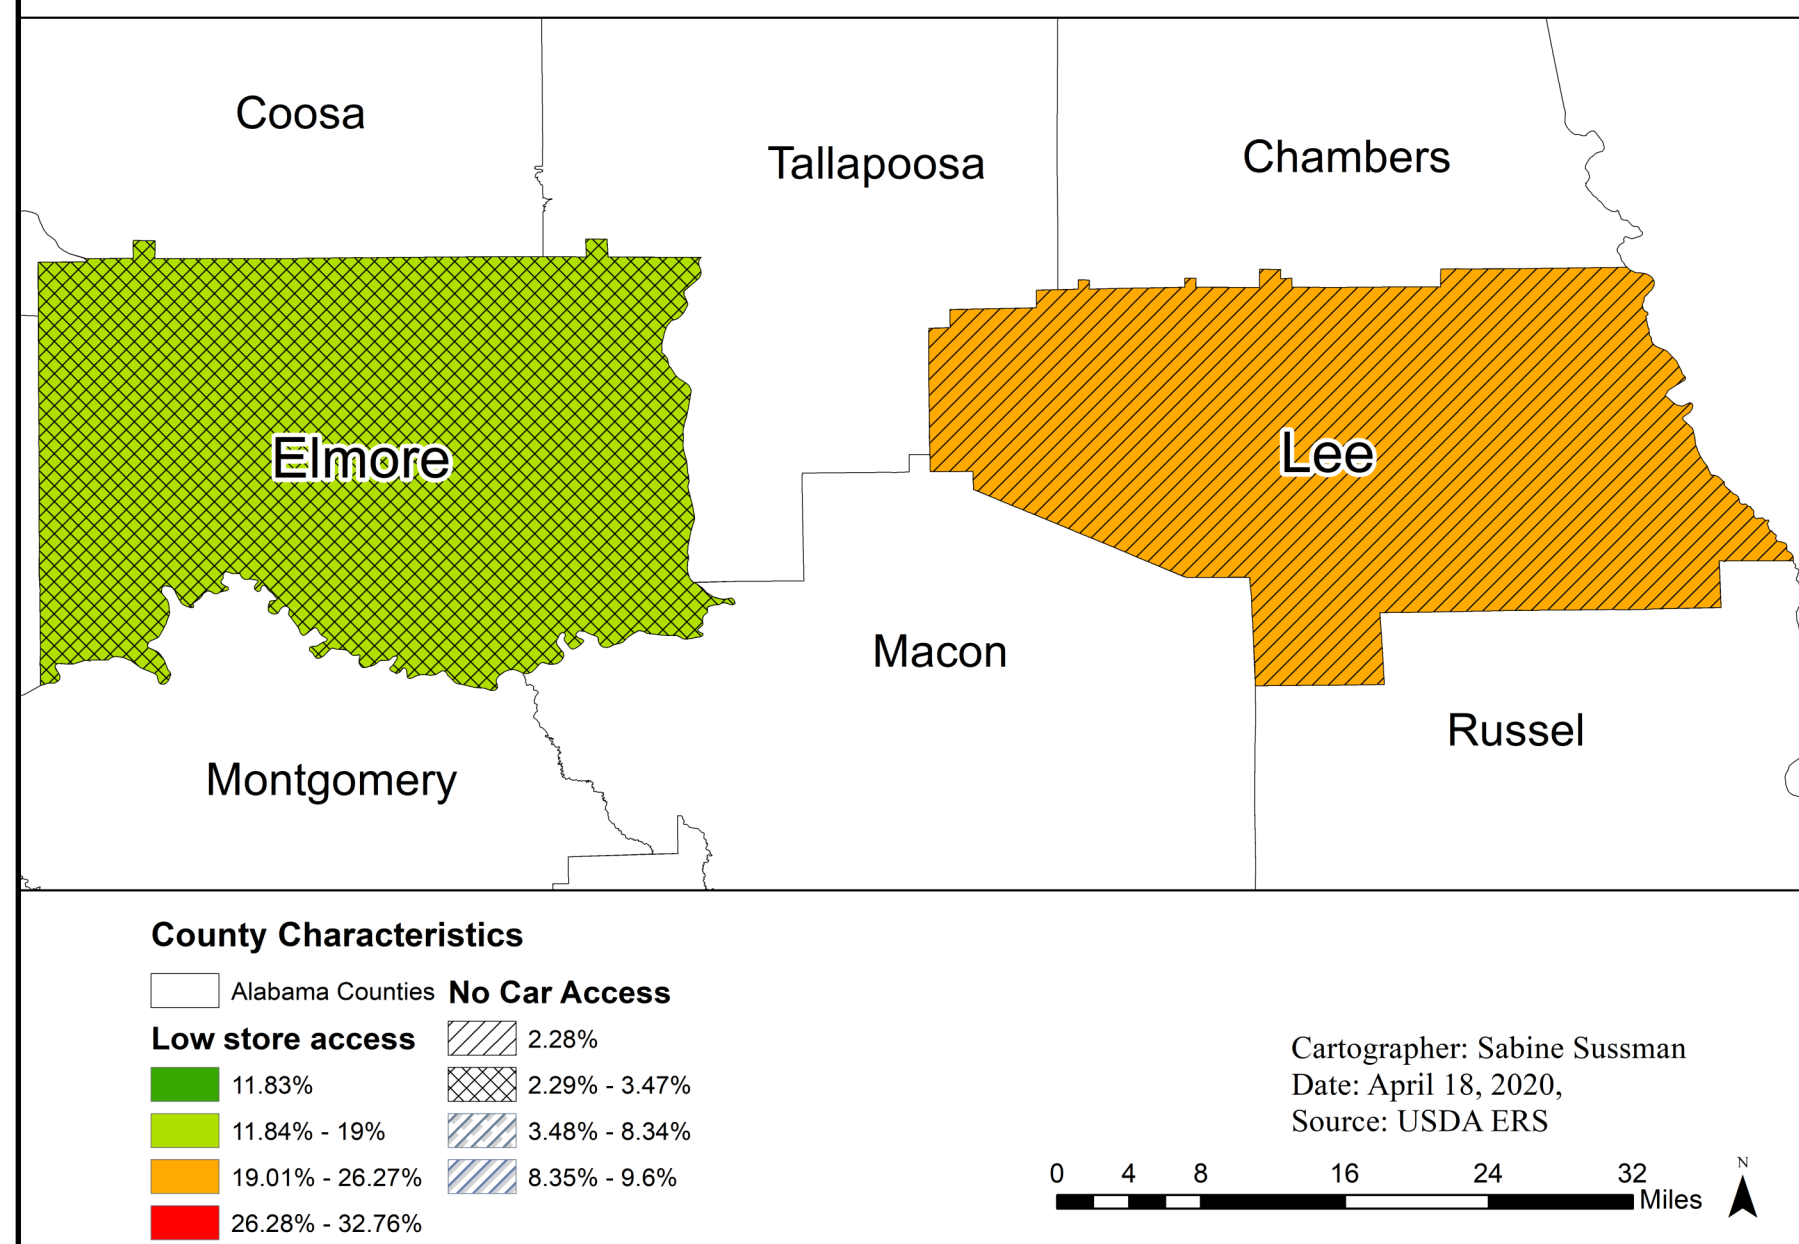 Coosa
Tallapoosa
Chambers
Elmore
Lee
Macon
Russel
Montgomery
County Characteristics
Alabama Counties
Low store access
11.83%
11.84% - 19%
19.01% - 26.27%
26.28% - 32.76%
No Car Access
2.28%
2.29% - 3.47%
3.48% - 8.34%
8.35% - 9.6%
Cartographer: Sabine Sussman
Date: April 18, 2020,
Source: USDA ERS
0 4 8 16 24 32
Miles
N